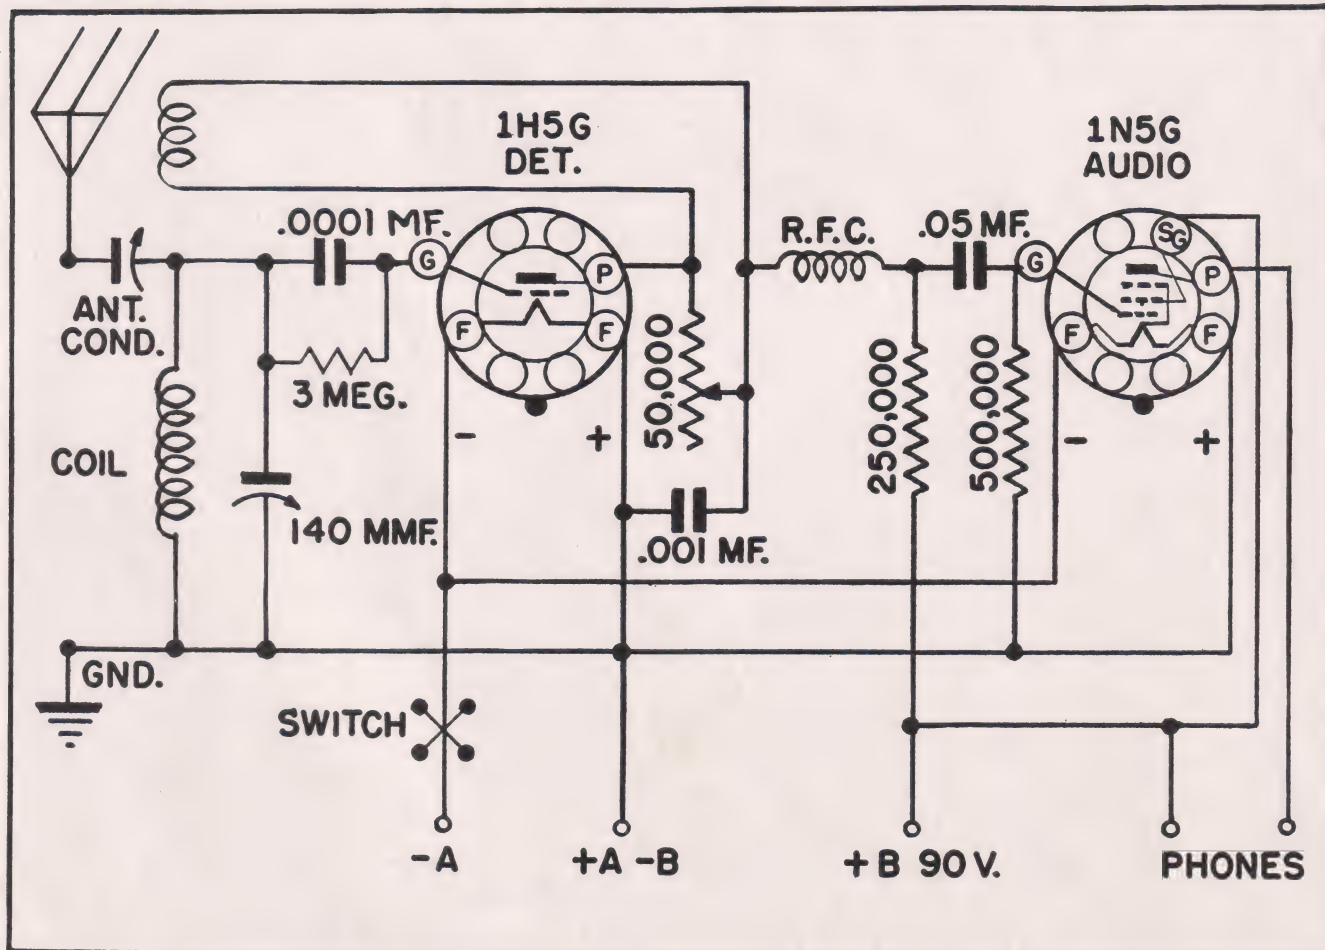 1H5G
DET.
1N5G
AUDIO
.0001 MF.
G
P
F
F
R.F.C.
.05 MF.
G
SG
P
F
F
ANT.
COND.
3 MEG.
50,000
250,000
500,000
-
+
-
+
COIL
140 MMF.
.001 MF.
GND.
SWITCH
-A
+A -B
+B 90V.
PHONES